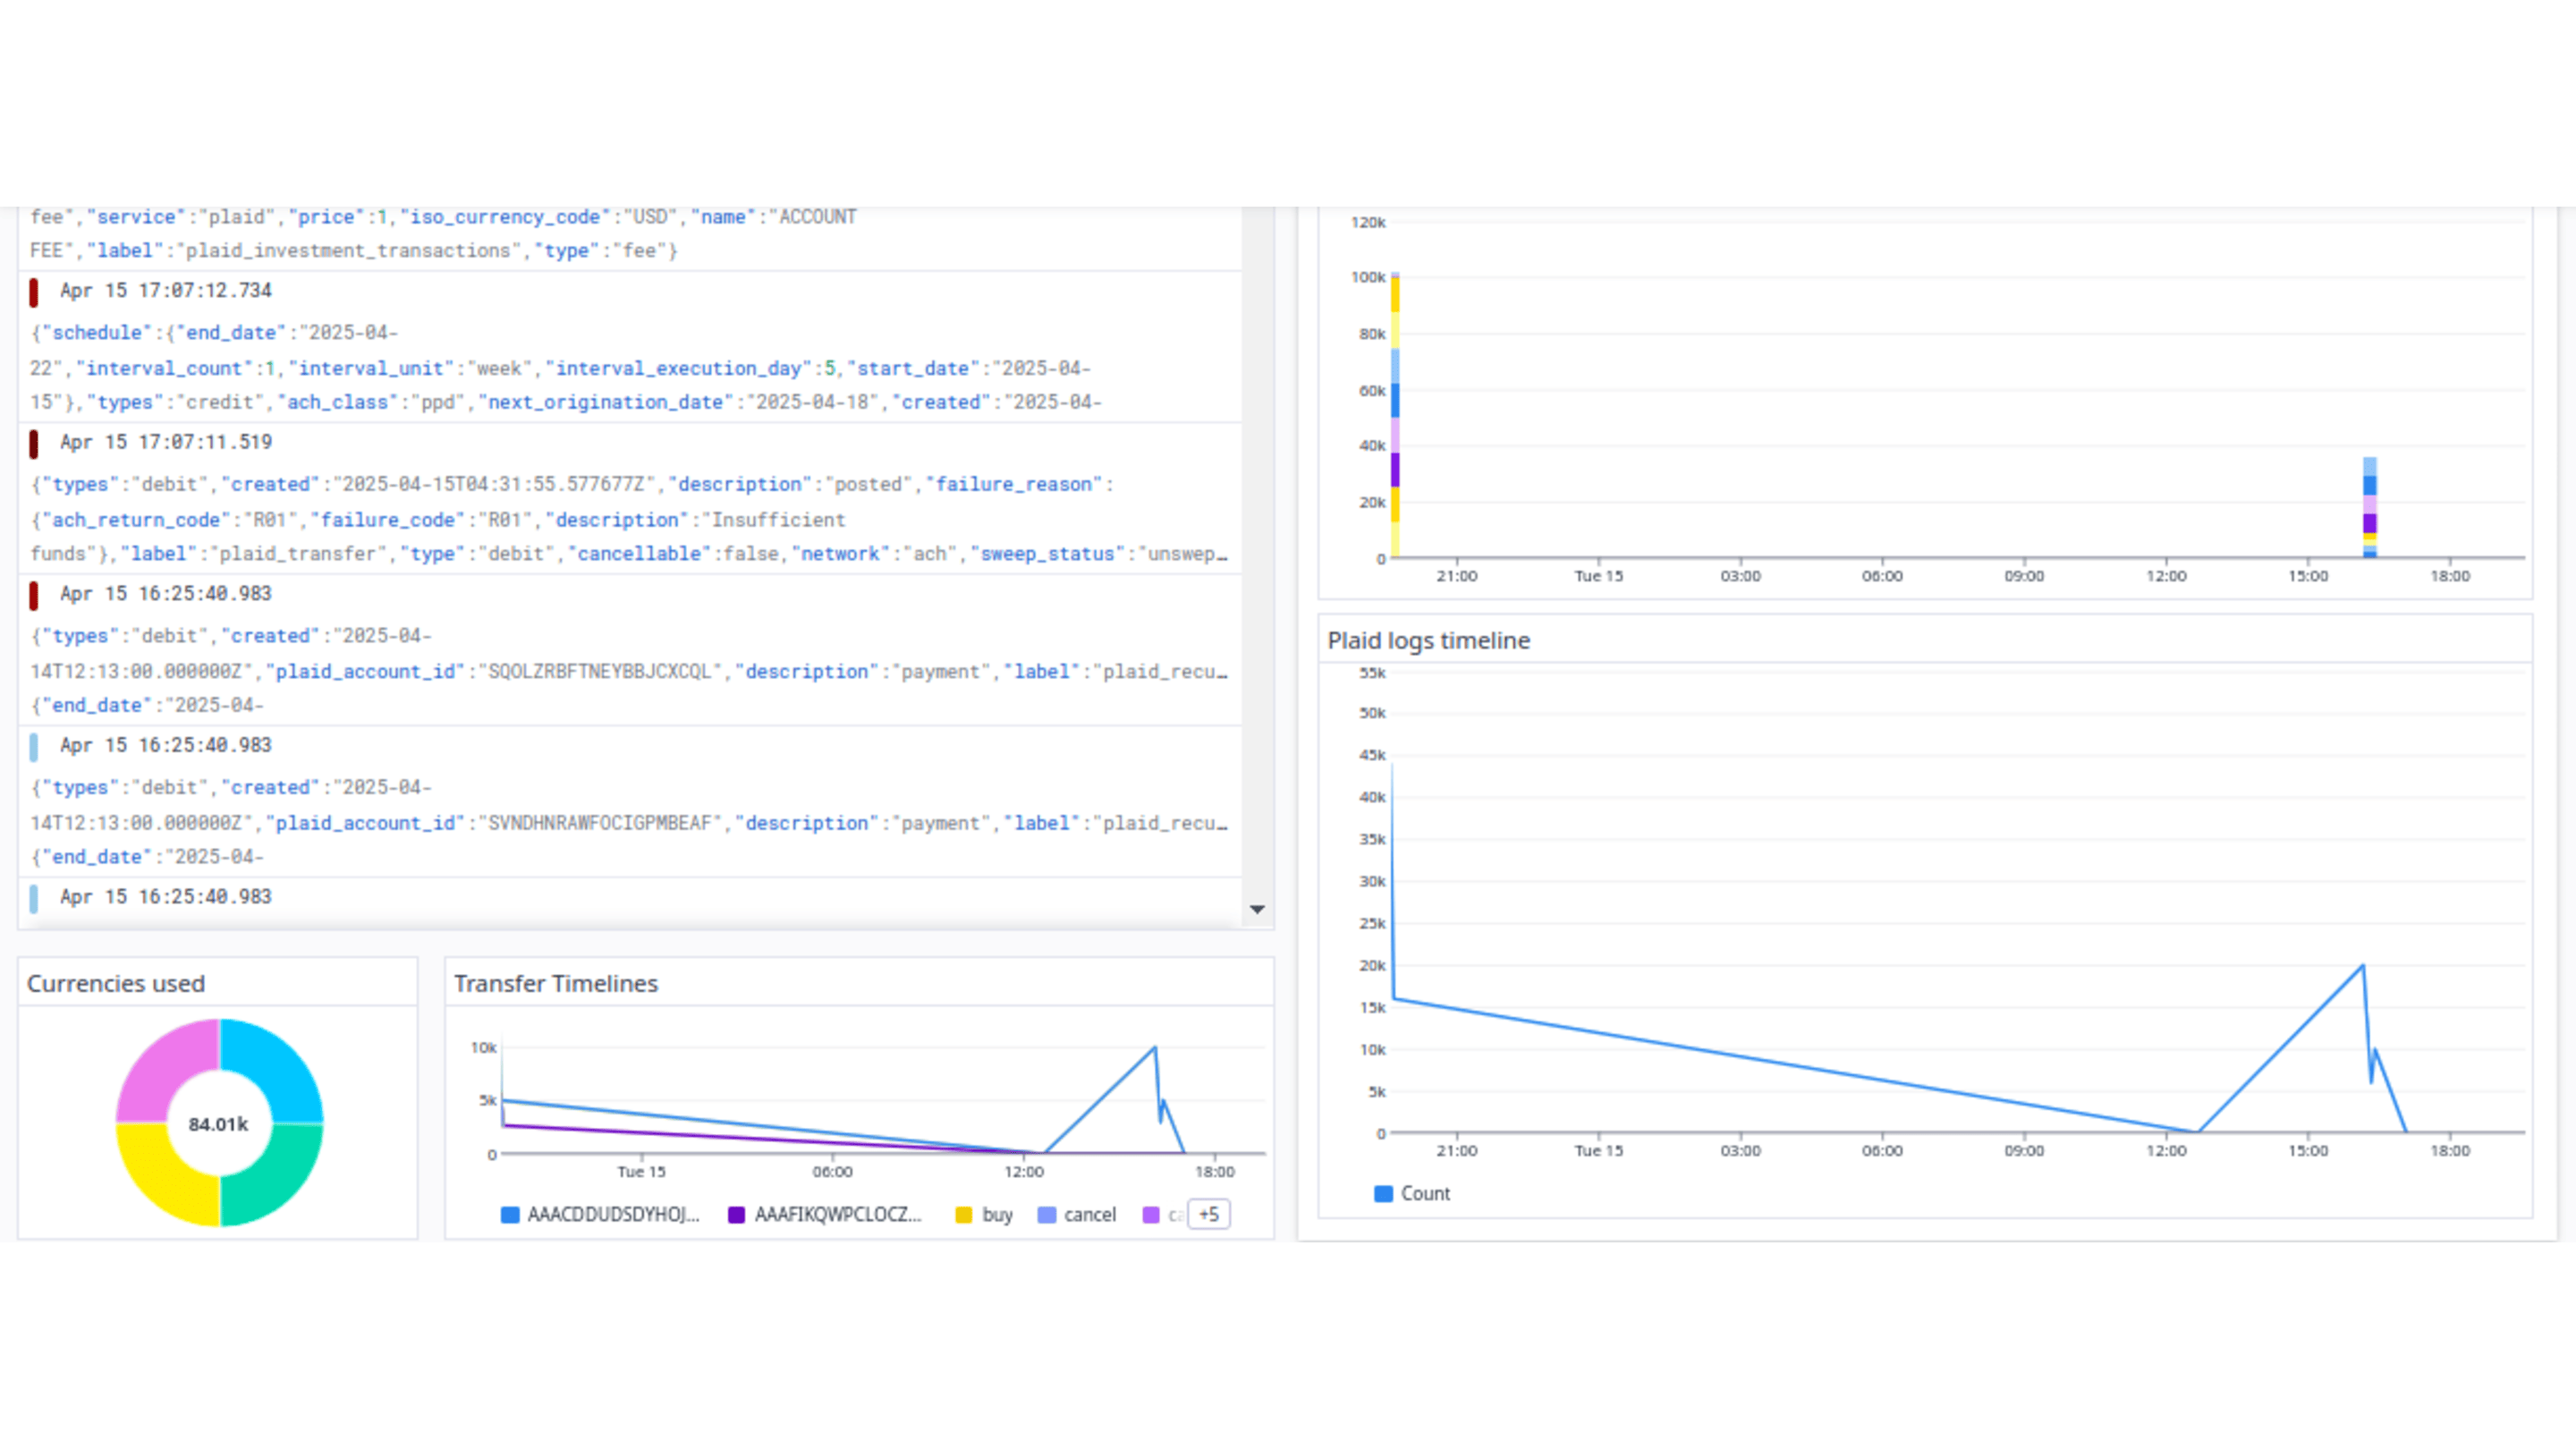 fee","service":"plaid","price":1,"iso_currency_code":"USD","name":"ACCOUNT
FEE","label":"plaid_investment_transactions","type":"fee"}
Apr 15 17:07:12.734
{"schedule":{"end_date":"2025-04-
22","interval_count":1,"interval_unit":"week","interval_execution_day":5,"start_date":"2025-04-
15"},"types":"credit","ach_class":"ppd","next_origination_date":"2025-04-18","created":"2025-04-
Apr 15 17:07:11.519
{"types":"debit","created":"2025-04-15T04:31:55.577677Z","description":"posted","failure_reason":
{"ach_return_code":"R01","failure_code":"R01","description":"Insufficient
funds"},"label":"plaid_transfer","type":"debit","cancellable":false,"network":"ach","sweep_status":"unswep…
Apr 15 16:25:40.983
{"types":"debit","created":"2025-04-
14T12:13:00.000000Z","plaid_account_id":"SQOLZRBFTNEYBBJCXCQL","description":"payment","label":"plaid_recu…
{"end_date":"2025-04-
Apr 15 16:25:40.983
{"types":"debit","created":"2025-04-
14T12:13:00.000000Z","plaid_account_id":"SVNDHNRAWFOCIGPMBEAF","description":"payment","label":"plaid_recu…
{"end_date":"2025-04-
Apr 15 16:25:40.983
Currencies used
84.01k
Transfer Timelines
10k
5k
0
Tue 15 06:00 12:00 18:00
AAACDDUDSDYHOJ... AAAFIKQWPCLOCZ... buy cancel ca +5
120k
100k
80k
60k
40k
20k
0
21:00 Tue 15 03:00 06:00 09:00 12:00 15:00 18:00
Plaid logs timeline
55k
50k
45k
40k
35k
30k
25k
20k
15k
10k
5k
0
21:00 Tue 15 03:00 06:00 09:00 12:00 15:00 18:00
Count